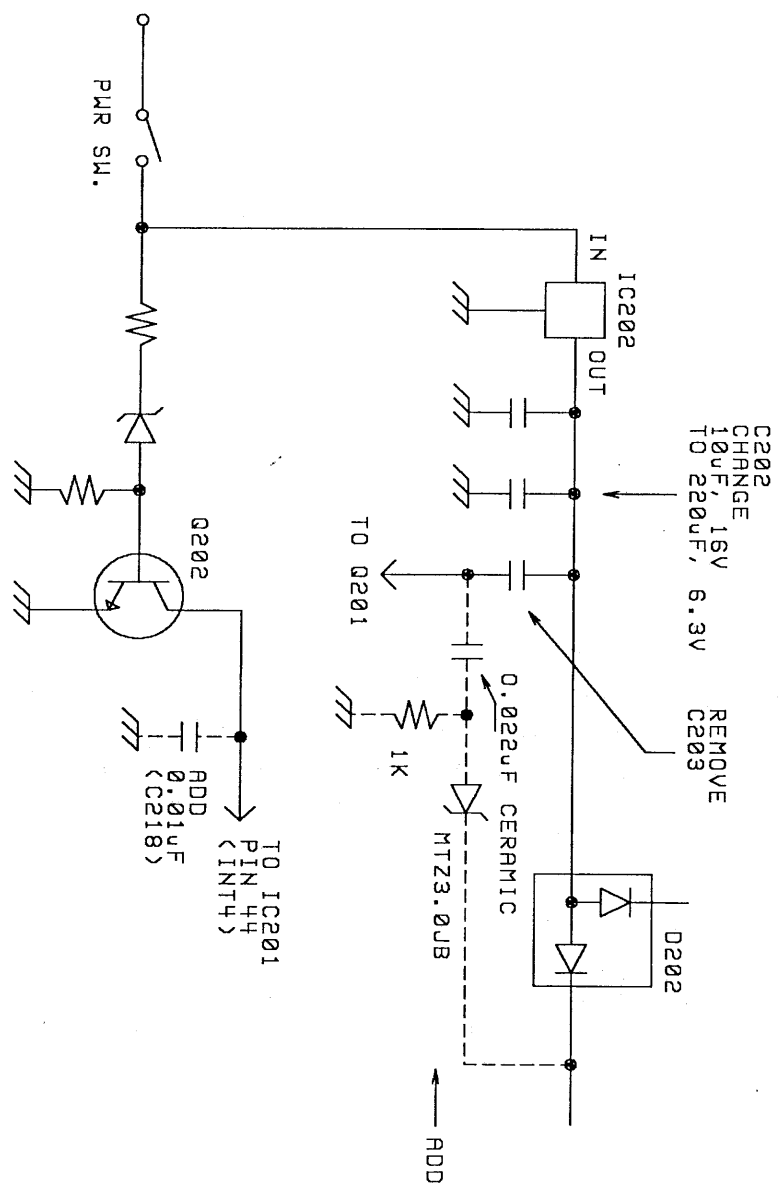 C202
CHANGE
10uF, 16V
TO 220uF, 6.3V
REMOVE
C203
D202
IC202
IN
OUT
0.022uF CERAMIC
MTZ3.0JB
ADD
1K
TO Q201
TO IC201
PIN 44
(INT4)
Q202
ADD
0.01uF
(C218)
PWR SW.